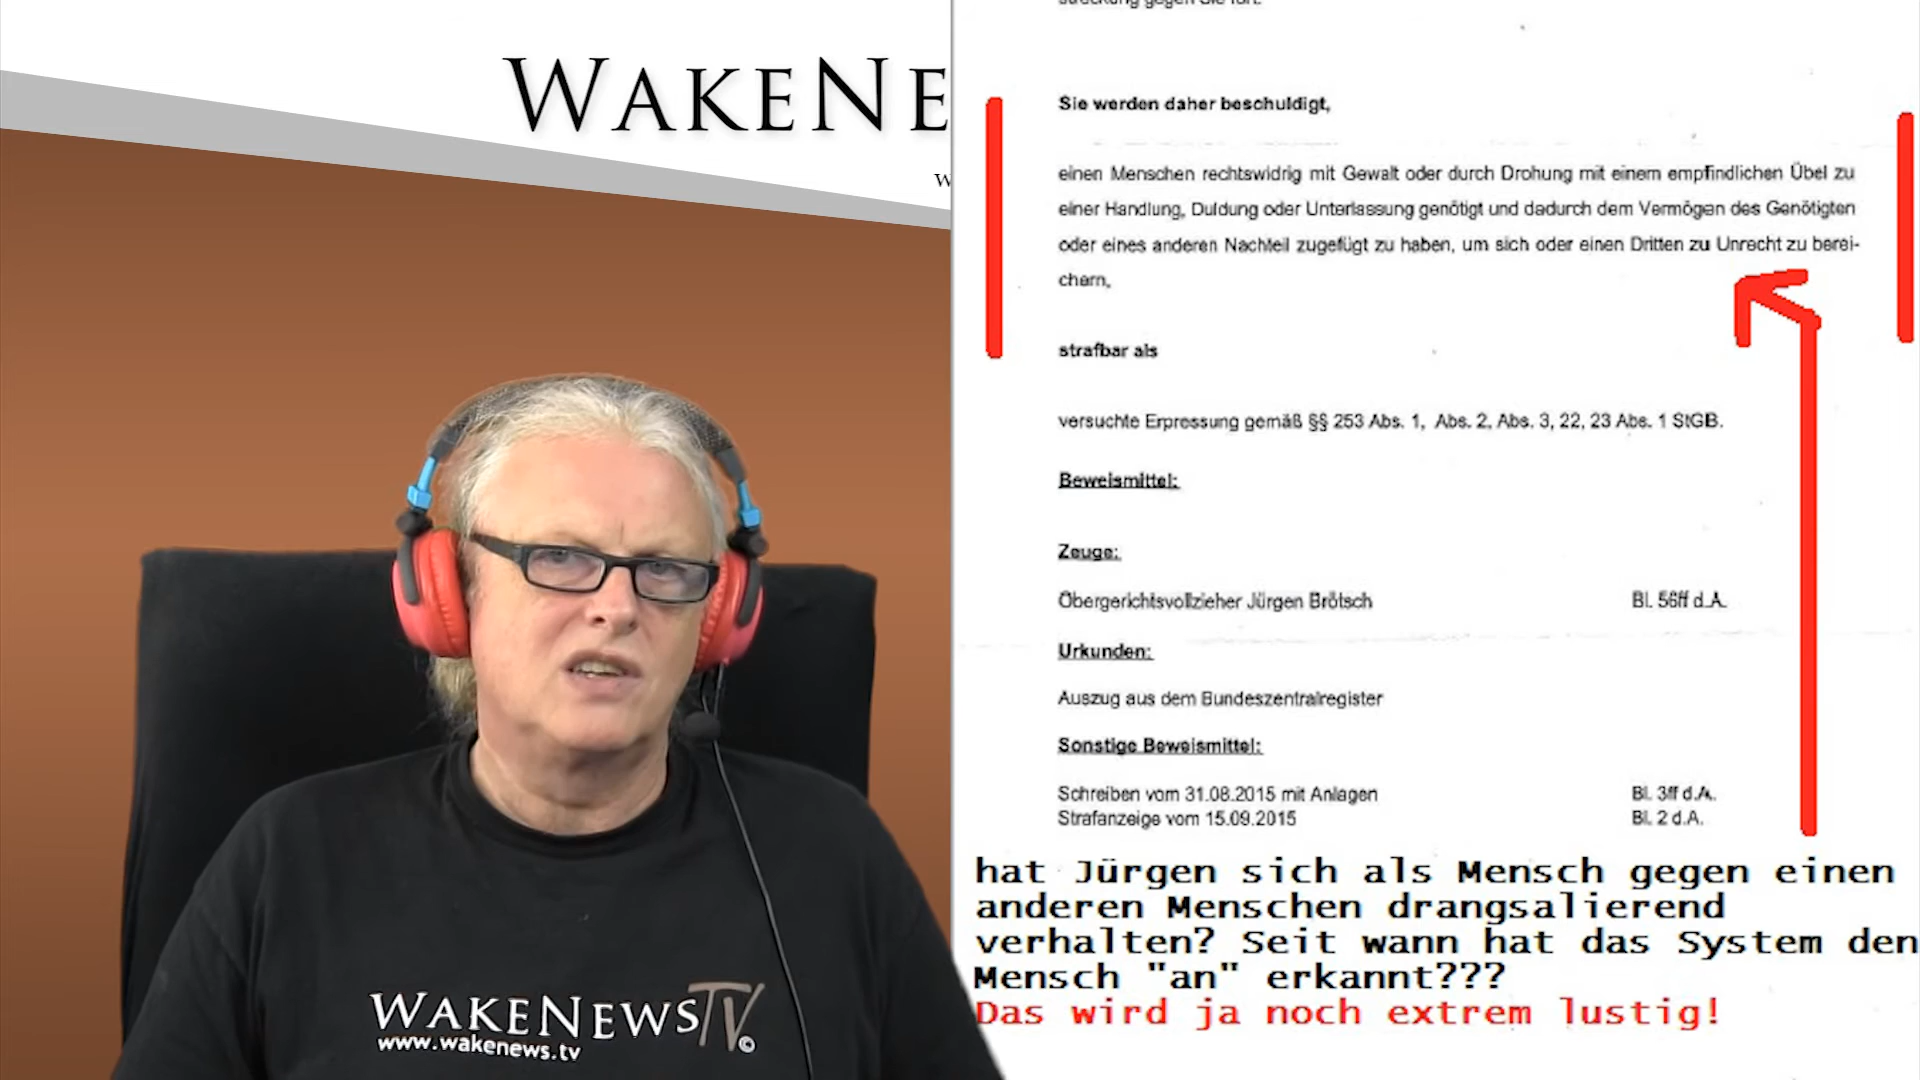 WAKENE
w
streckung gegen Sie fort.
Sie werden daher beschuldigt,
einen Menschen rechtswidrig mit Gewalt oder durch Drohung mit einem empfindlichen Übel zu
einer Handlung, Duldung oder Unterlassung genötigt und dadurch dem Vermögen des Genötigten
oder eines anderen Nachteil zugefügt zu haben, um sich oder einen Dritten zu Unrecht zu berei-
chern,
strafbar als
versuchte Erpressung gemäß §§ 253 Abs. 1, Abs. 2, Abs. 3, 22, 23 Abs. 1 StGB.
Beweismittel:
Zeuge:
Obergerichtsvollzieher Jürgen Brötsch Bl. 56ff d.A.
Urkunden:
Auszug aus dem Bundeszentralregister
Sonstige Beweismittel:
Schreiben vom 31.08.2015 mit Anlagen Bl. 3ff d.A.
Strafanzeige vom 15.09.2015 Bl. 2 d.A.
hat Jürgen sich als Mensch gegen einen
anderen Menschen drangsalierend
verhalten? Seit wann hat das System den
Mensch "an" erkannt???
Das wird ja noch extrem lustig!
WAKENEWSTV©
www.wakenews.tv